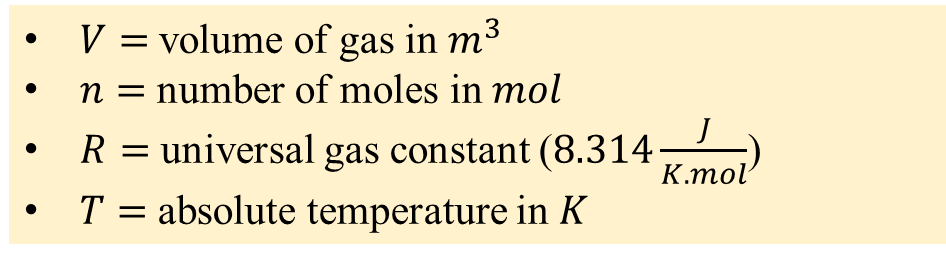 • V = volume of gas in m³
• n = number of moles in mol
• R = universal gas constant (8.314 J/K.mol)
• T = absolute temperature in K